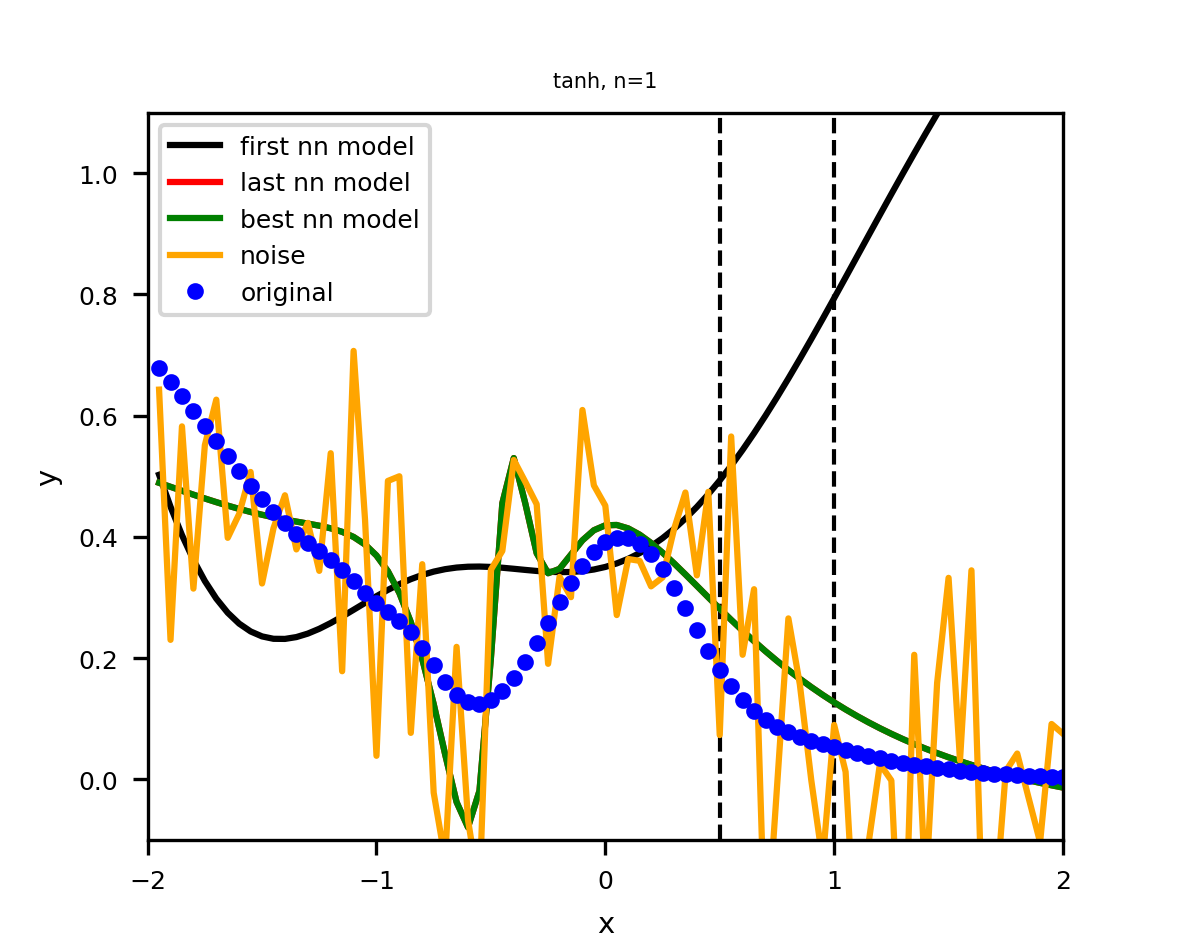 tanh, n=1
first nn model
last nn model
best nn model
noise
original
1.0
0.8
0.6
0.4
0.2
0.0
y
−2
−1
0
1
2
x